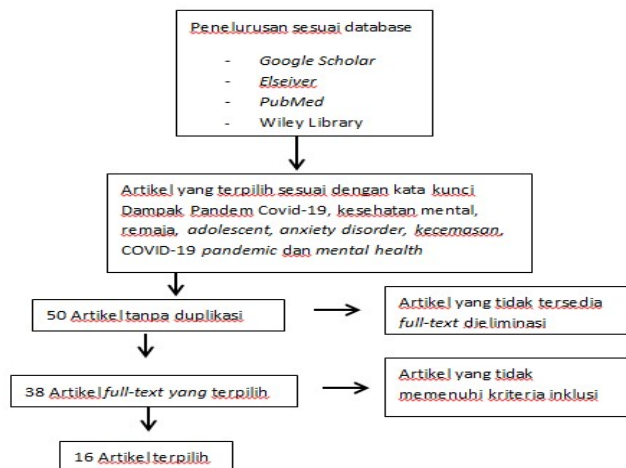 Penelurusan sesuai database
- Google Scholar
- Elseiver
- PubMed
- Wiley Library
Artikel yang terpilih sesuai dengan kata kunci
Dampak Pandem Covid-19, kesehatan mental,
remaja, adolescent, anxiety disorder, kecemasan,
COVID-19 pandemic dan mental health
50 Artikel tanpa duplikasi
Artikel yang tidak tersedia
full-text dieliminasi
38 Artikel full-text yang terpilih
Artikel yang tidak
memenuhi kriteria inklusi
16 Artikel terpilih